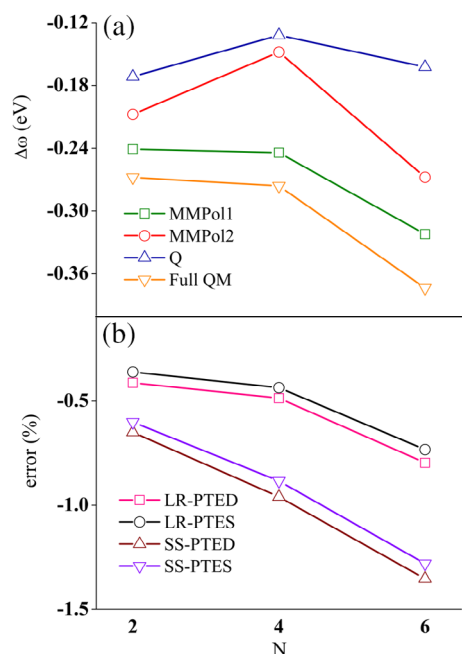 (a)
Δω (eV)
-0.12
-0.18
-0.24
-0.30
-0.36
MMPol1
MMPol2
Q
Full QM
(b)
error (%)
-0.5
-1.0
-1.5
LR-PTED
LR-PTES
SS-PTED
SS-PTES
2 4 6
N